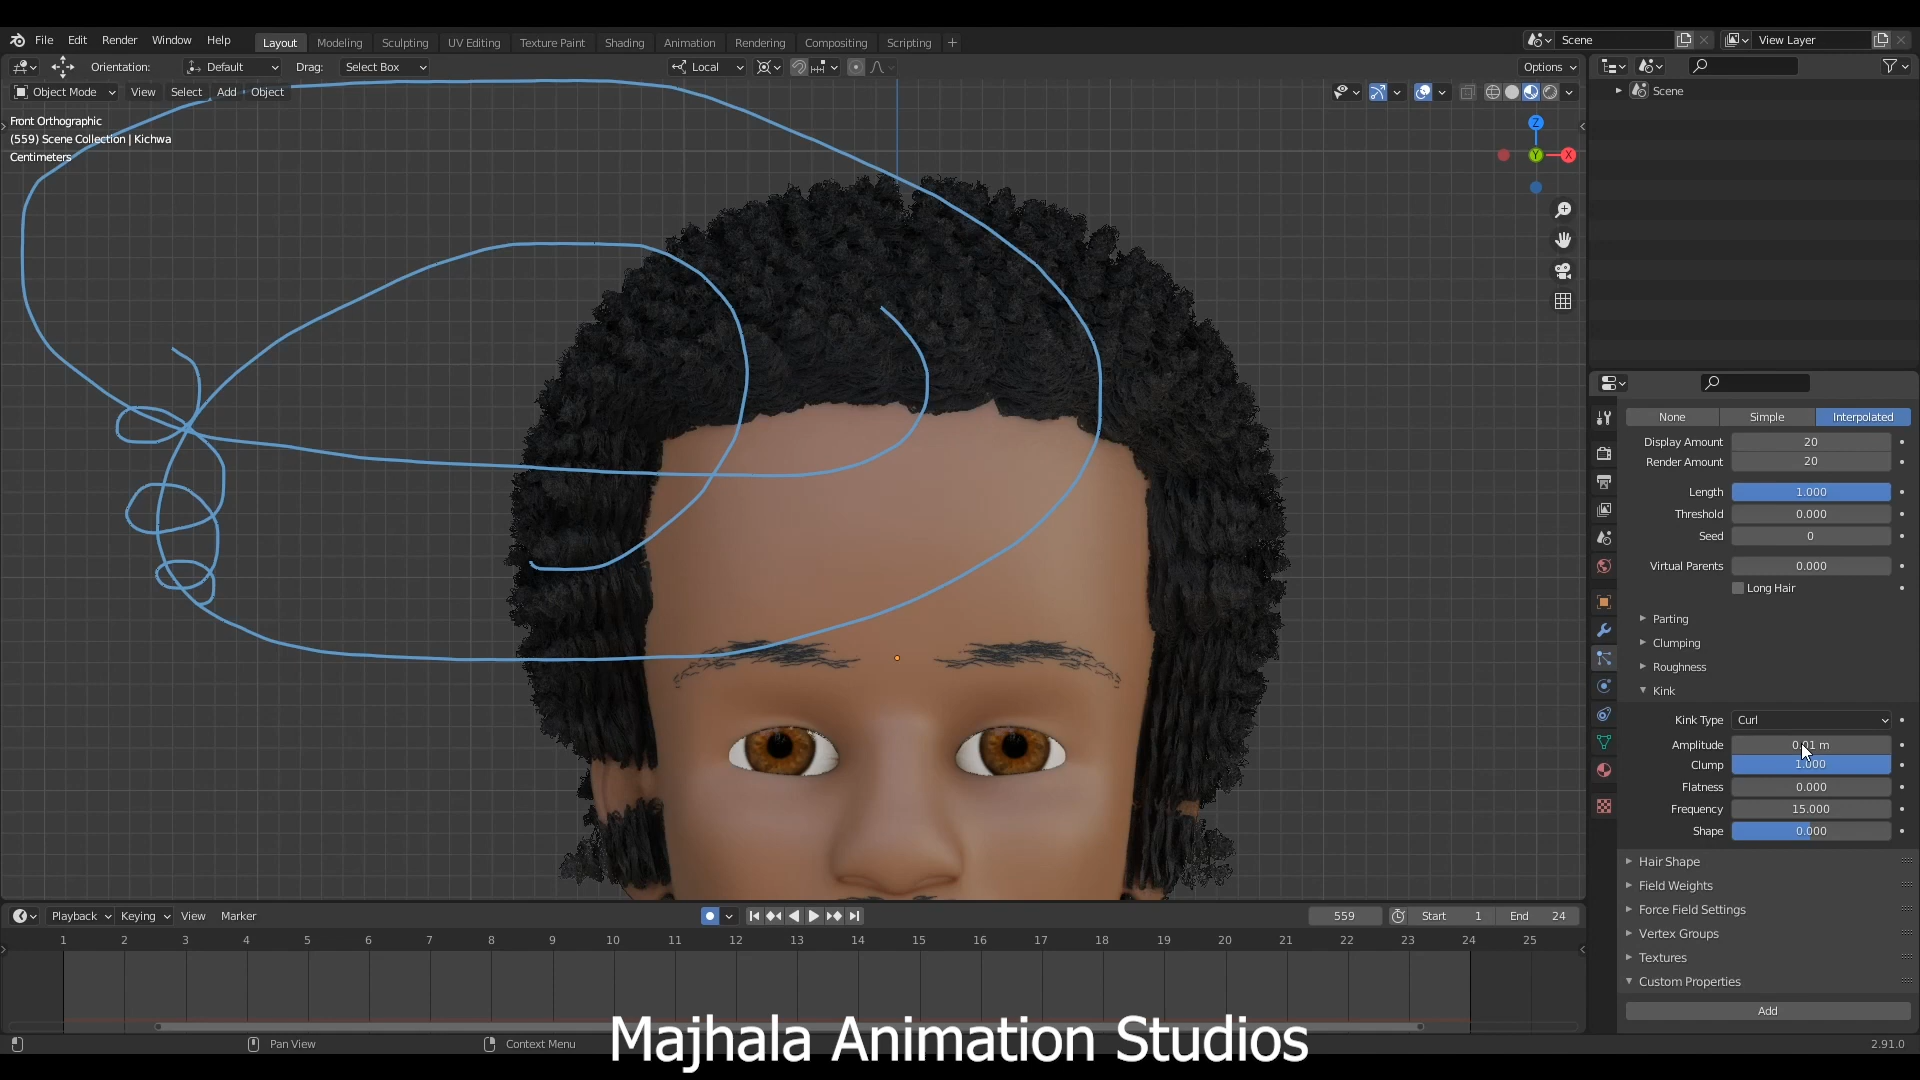 File Edit Render Window Help Layout Modeling Sculpting UV Editing Texture Paint Shading Animation Rendering Compositing Scripting + Scene View Layer
Orientation: Default Drag: Select Box Local Options
Object Mode View Select Add Object
Scene
Front Orthographic
(559) Scene Collection | Kichwa
Centimeters
Z
Y
X
None Simple Interpolated
Display Amount 20
Render Amount 20
Length 1.000
Threshold 0.000
Seed 0
Virtual Parents 0.000
Long Hair
Parting
Clumping
Roughness
Kink
Kink Type Curl
Amplitude 0.01 m
Clump 1.000
Flatness 0.000
Frequency 15.000
Shape 0.000
Hair Shape
Field Weights
Force Field Settings
Vertex Groups
Textures
Custom Properties
Add
Playback Keying View Marker 559 Start 1 End 24
1 2 3 4 5 6 7 8 9 10 11 12 13 14 15 16 17 18 19 20 21 22 23 24 25
Majhala Animation Studios
Pan View Context Menu 2.91.0